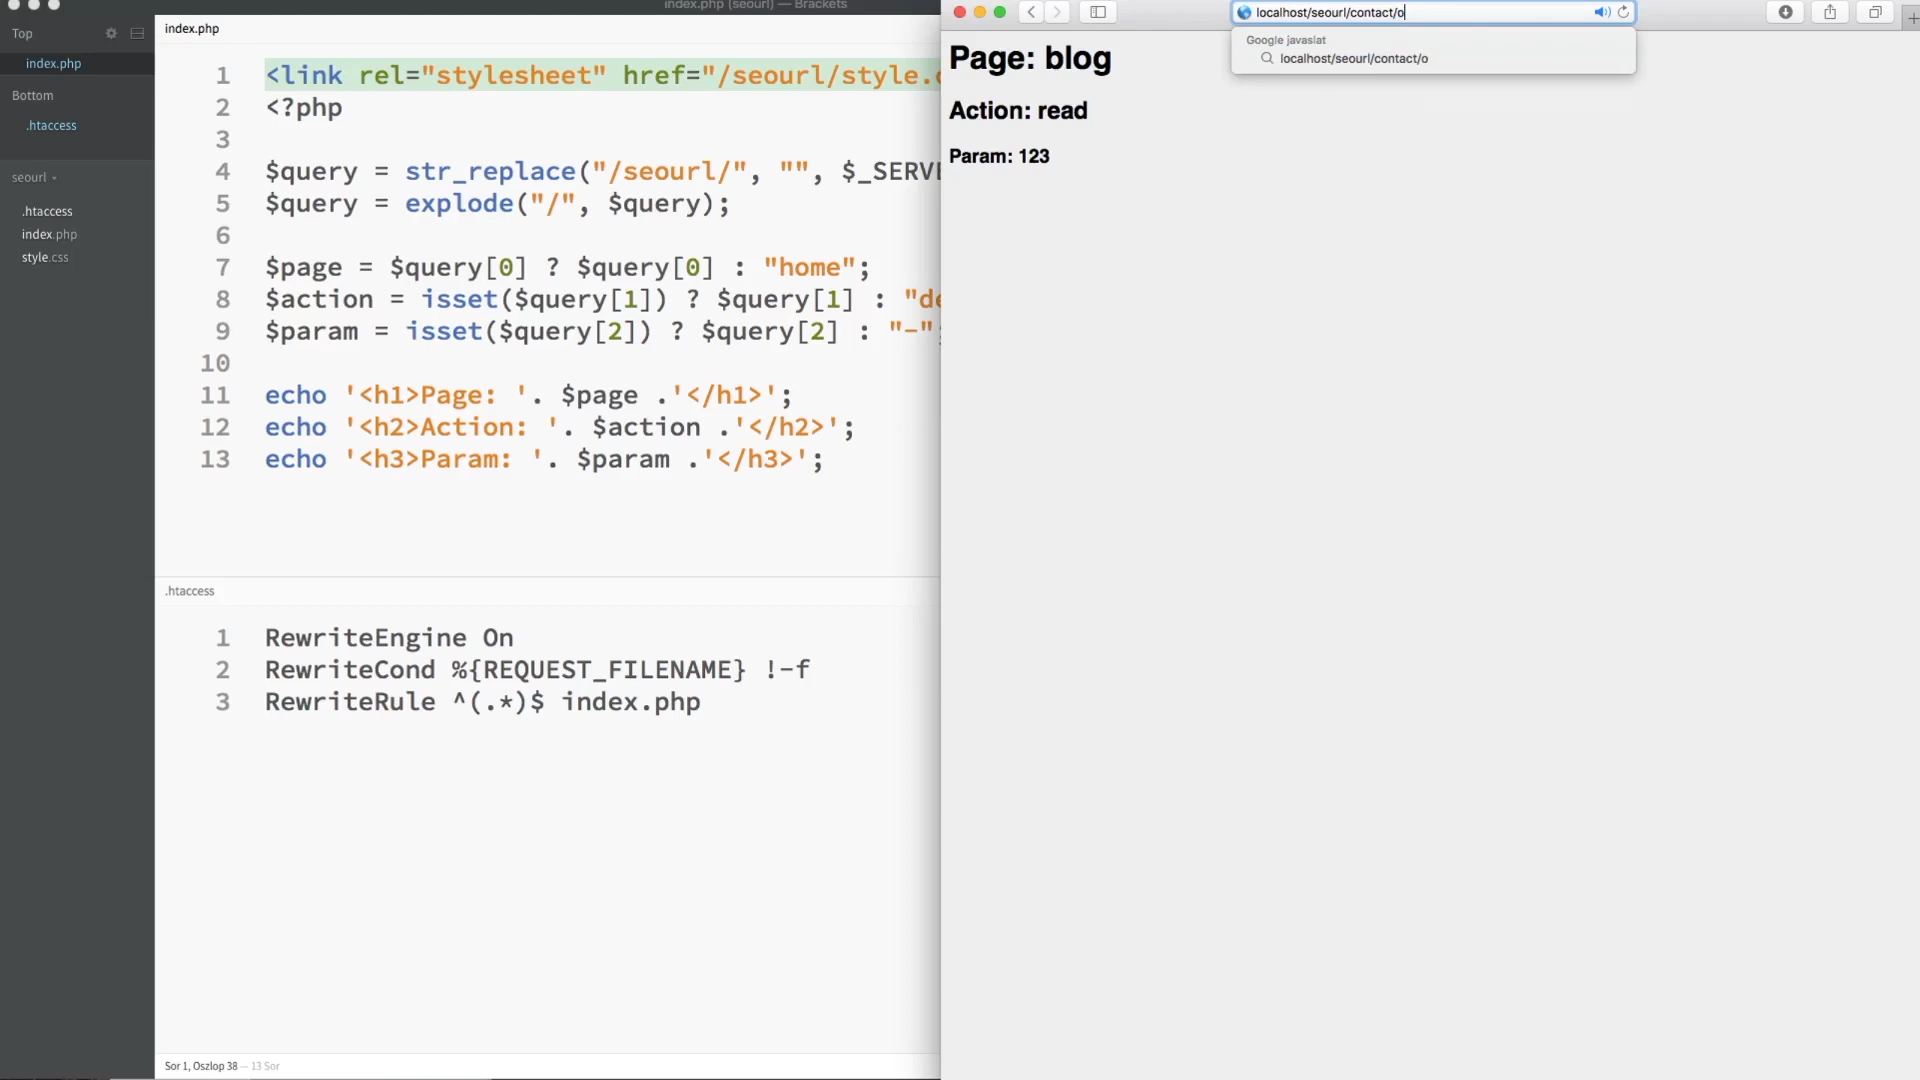 index.php (seourl) — Brackets
Top
index.php
Bottom
.htaccess
seourl
.htaccess
index.php
style.css
index.php
1 <link rel="stylesheet" href="/seourl/style.
2 <?php
3
4 $query = str_replace("/seourl/", "", $_SERV
5 $query = explode("/", $query);
6
7 $page = $query[0] ? $query[0] : "home";
8 $action = isset($query[1]) ? $query[1] : "de
9 $param = isset($query[2]) ? $query[2] : "-"
10
11 echo '<h1>Page: '. $page .'</h1>';
12 echo '<h2>Action: '. $action .'</h2>';
13 echo '<h3>Param: '. $param .'</h3>';
.htaccess
1 RewriteEngine On
2 RewriteCond %{REQUEST_FILENAME} !-f
3 RewriteRule ^(.*)$ index.php
Sor 1, Oszlop 38 — 13 Sor
localhost/seourl/contact/o
Google javaslat
localhost/seourl/contact/o
Page: blog
Action: read
Param: 123